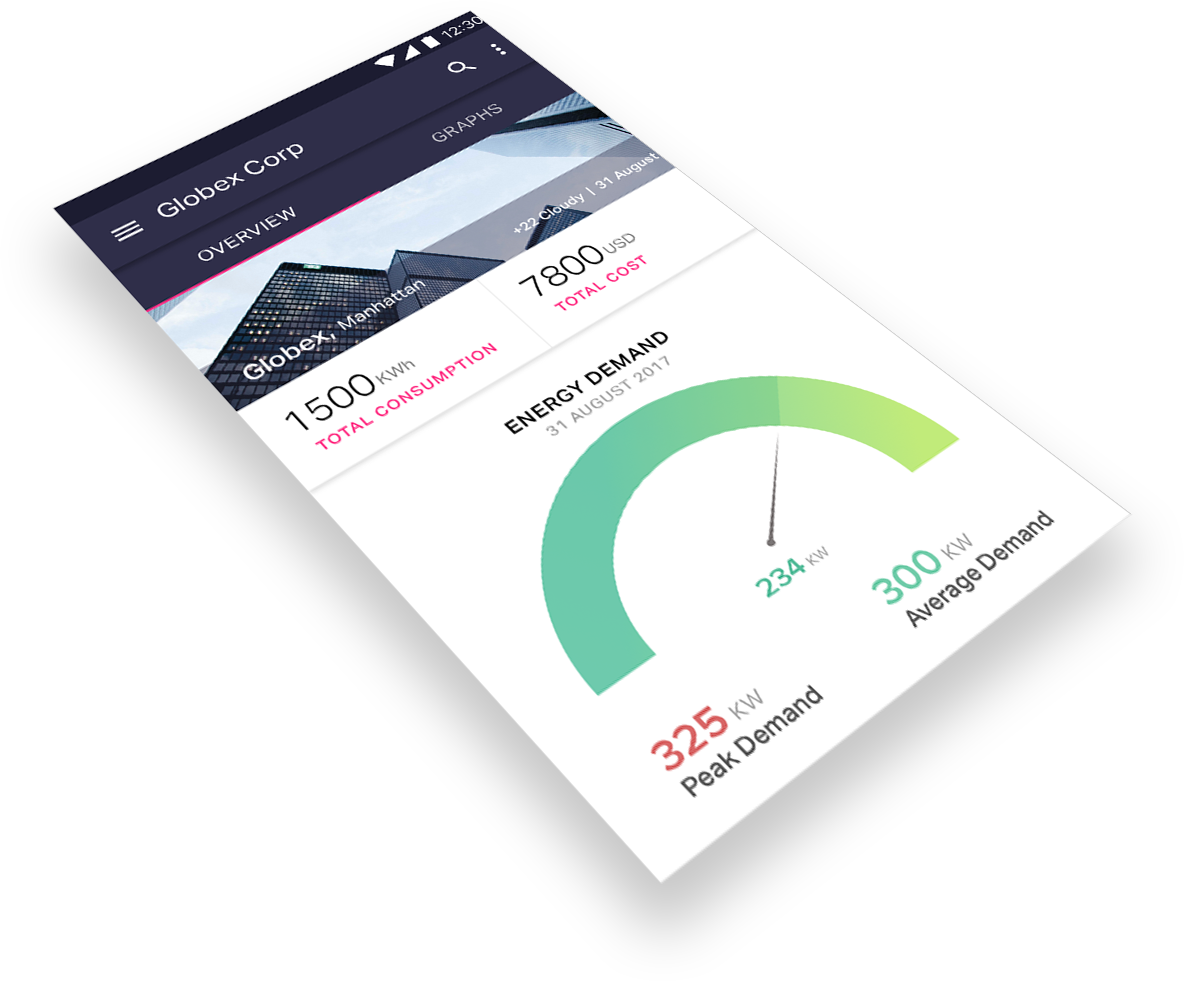 12:30
Globex Corp
OVERVIEW
GRAPHS
+22 Cloudy | 31 August
Globex, Manhattan
1500 KWh
TOTAL CONSUMPTION
7800 USD
TOTAL COST
ENERGY DEMAND
31 AUGUST 2017
234 KW
325 KW
Peak Demand
300 KW
Average Demand